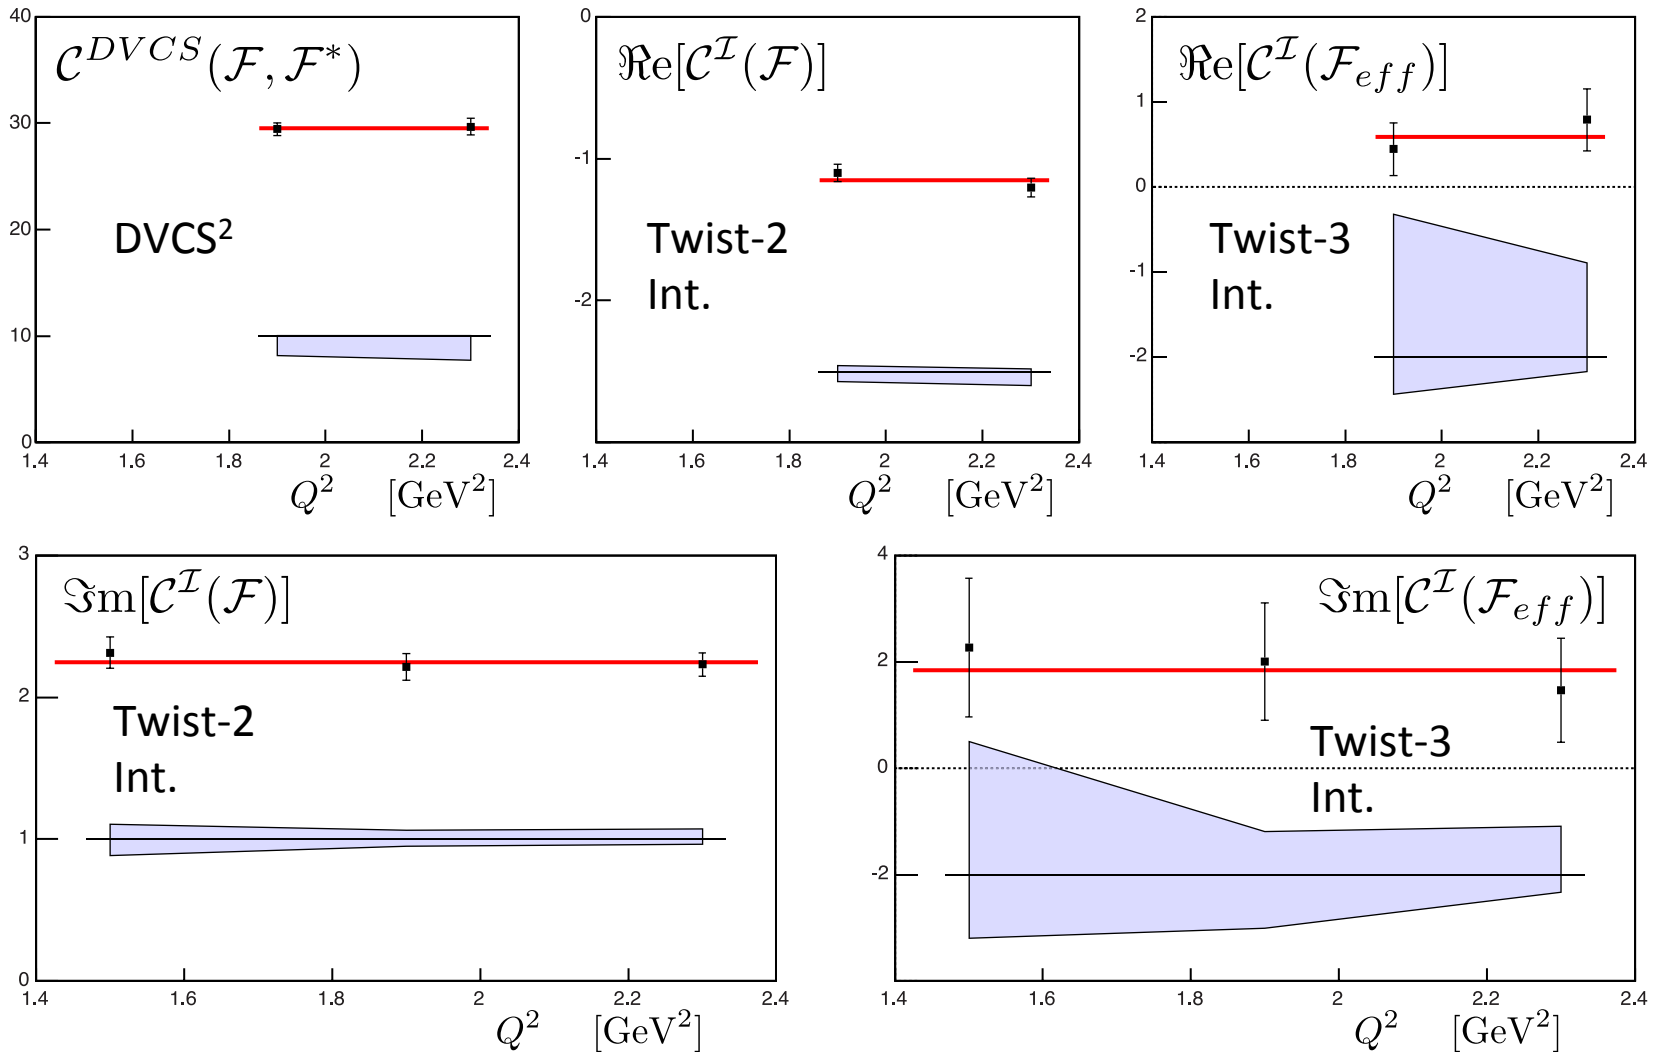 40
30
20
10
0
𝒞^{DVCS}(ℱ, ℱ*)
DVCS²
1.4 1.6 1.8 2 2.2 2.4
Q² [GeV²]
0
-1
-2
ℜe[𝒞^ℐ(ℱ)]
Twist-2
Int.
1.4 1.6 1.8 2 2.2 2.4
Q² [GeV²]
2
1
0
-1
-2
ℜe[𝒞^ℐ(ℱ_{eff})]
Twist-3
Int.
1.4 1.6 1.8 2 2.2 2.4
Q² [GeV²]
3
2
1
0
ℑm[𝒞^ℐ(ℱ)]
Twist-2
Int.
1.4 1.6 1.8 2 2.2 2.4
Q² [GeV²]
4
2
0
-2
ℑm[𝒞^ℐ(ℱ_{eff})]
Twist-3
Int.
1.4 1.6 1.8 2 2.2 2.4
Q² [GeV²]